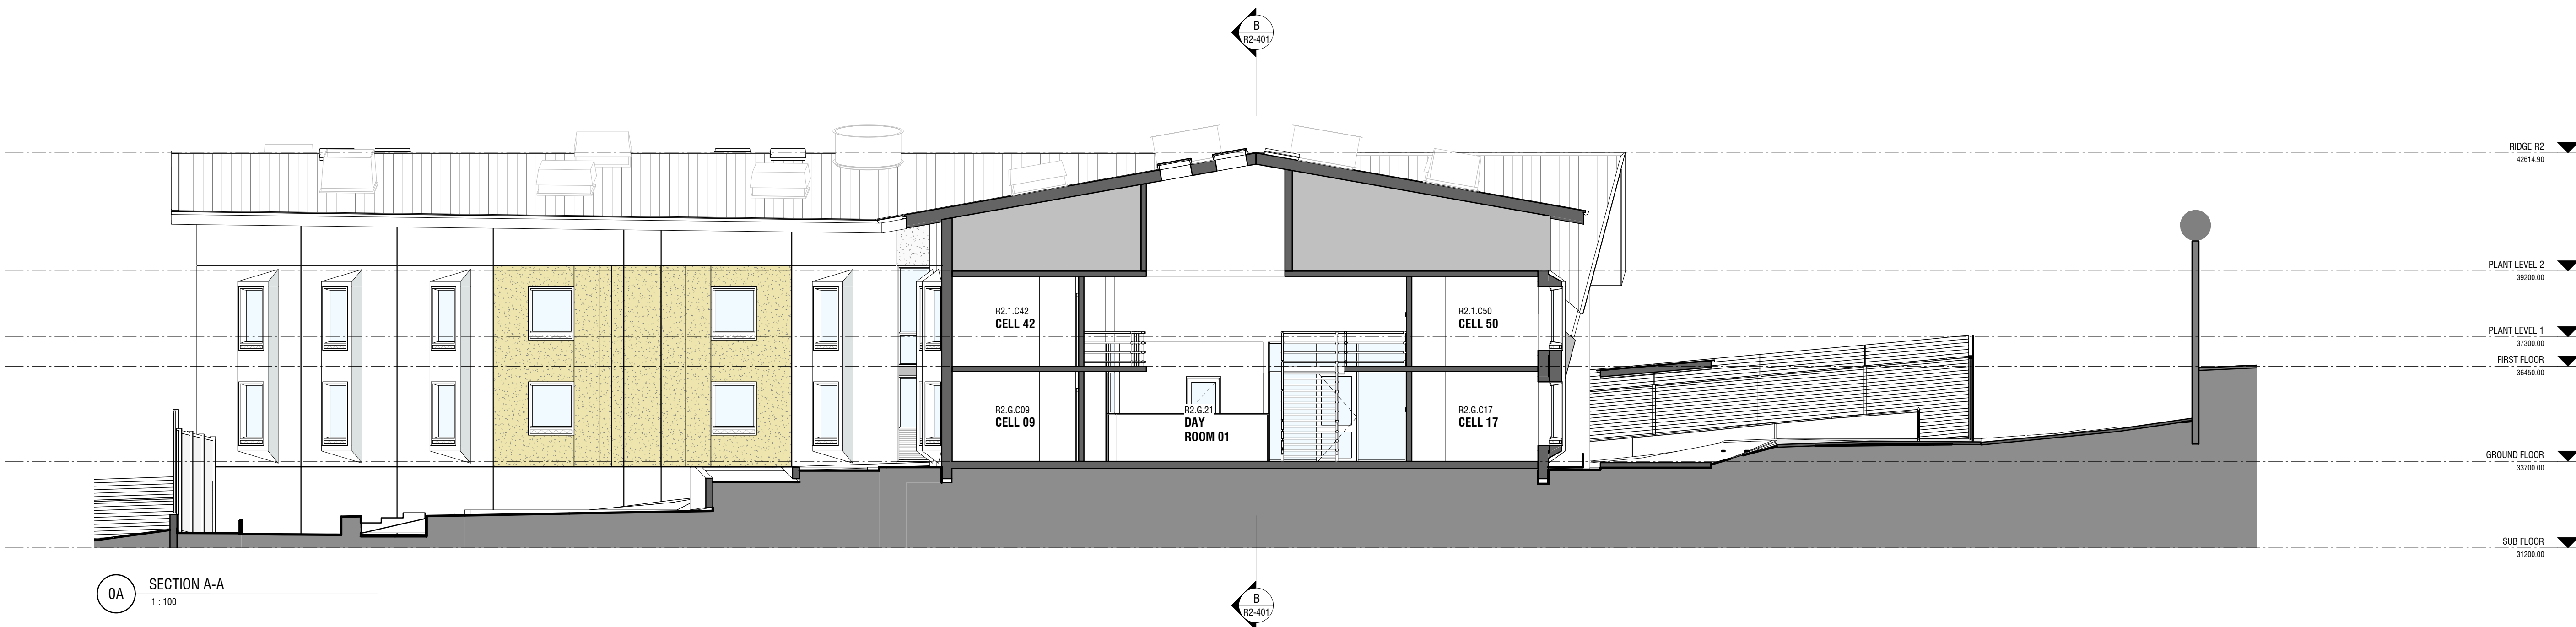 B
R2-401
RIDGE R2
42614.90
PLANT LEVEL 2
39200.00
R2.1.C42
CELL 42
R2.1.C50
CELL 50
PLANT LEVEL 1
37300.00
FIRST FLOOR
36450.00
R2.G.C09
CELL 09
R2.G.21
DAY
ROOM 01
R2.G.C17
CELL 17
GROUND FLOOR
33700.00
SUB FLOOR
31200.00
0A
SECTION A-A
1 : 100
B
R2-401